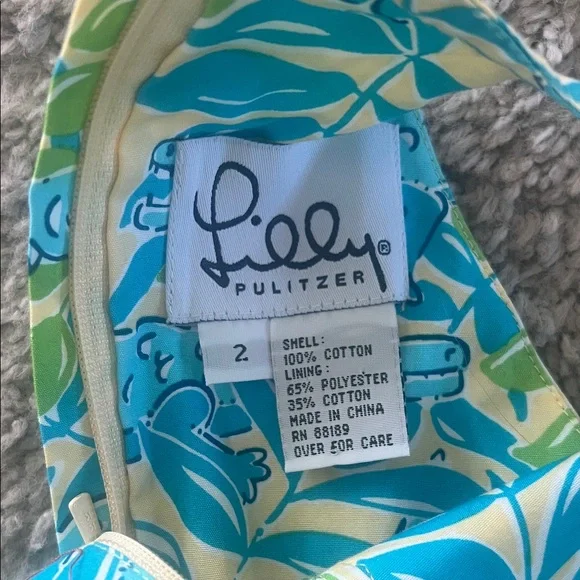 Lilly®
PULITZER
2
SHELL:
100% COTTON
LINING:
65% POLYESTER
35% COTTON
MADE IN CHINA
RN 88189
OVER FOR CARE